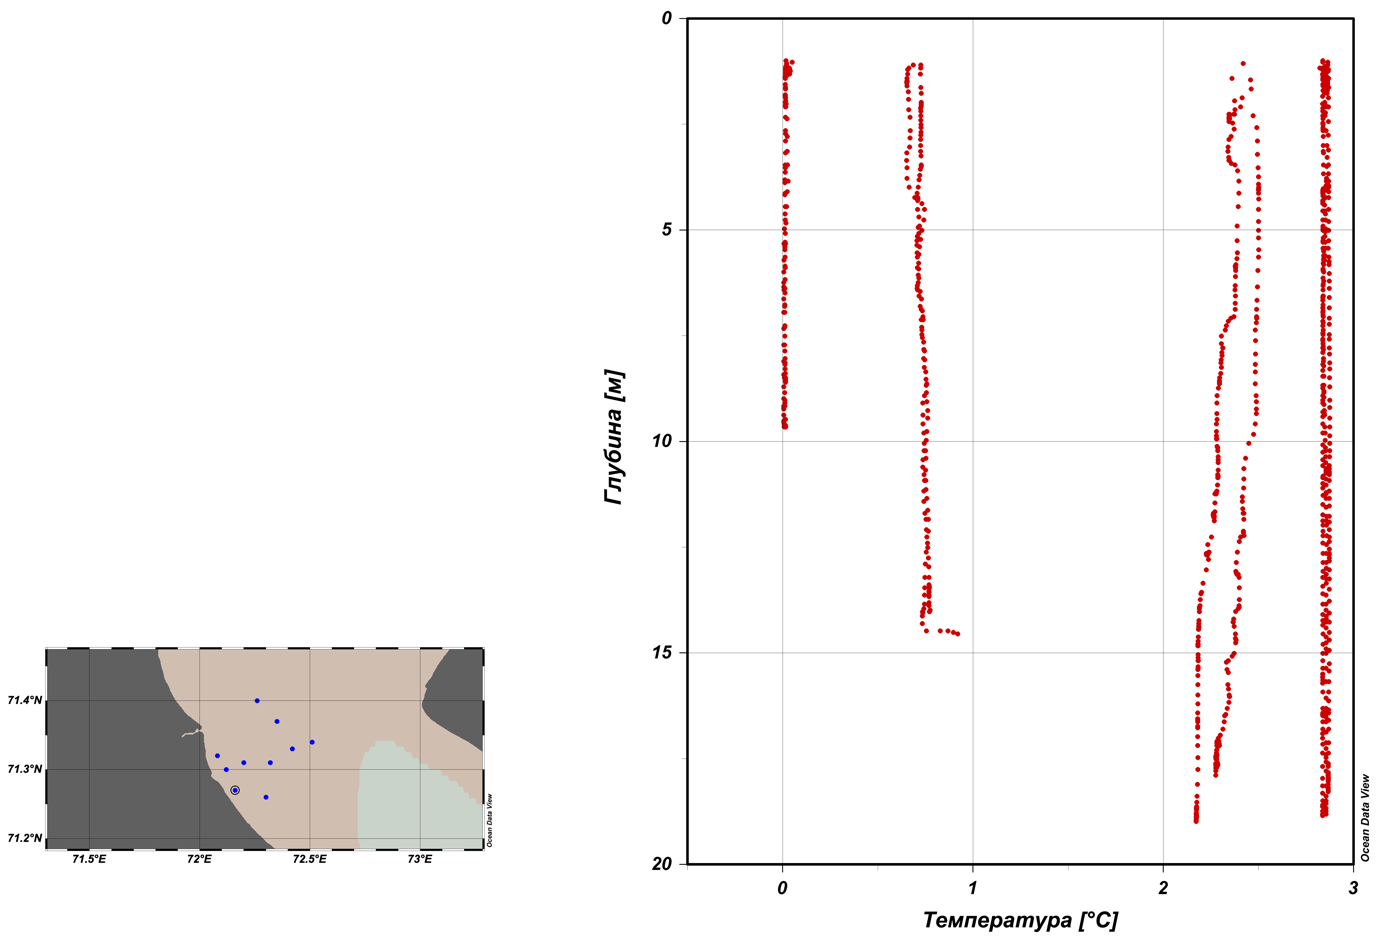 0
5
10
15
20
Глубина [м]
0
1
2
3
Температура [°C]
Ocean Data View
71.4°N
71.3°N
71.2°N
71.5°E
72°E
72.5°E
73°E
Ocean Data View